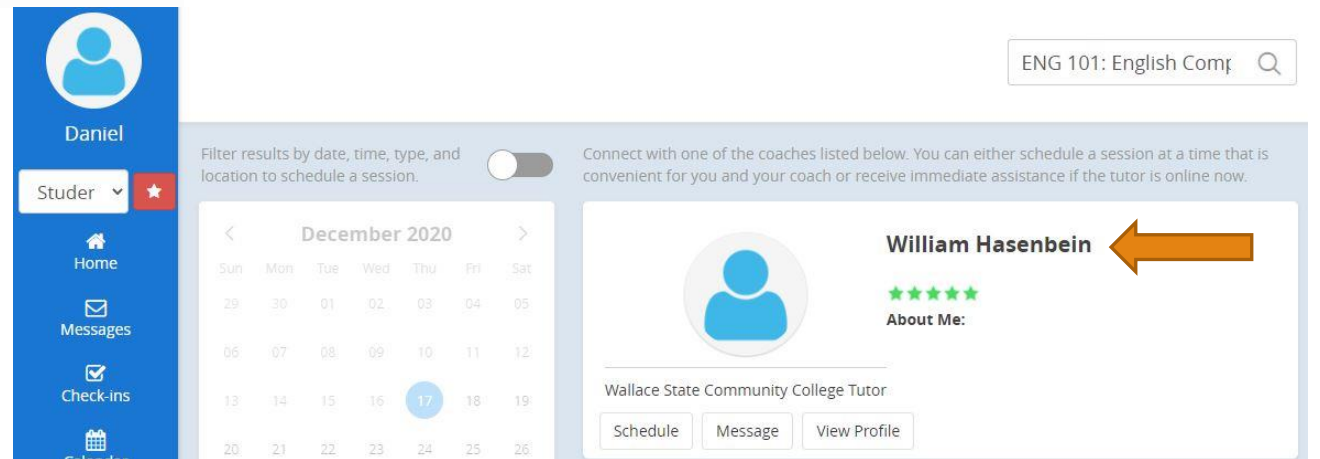 Daniel
Studer
Home
Messages
Check-ins
ENG 101: English Comp
Filter results by date, time, type, and
location to schedule a session.
December 2020
Sun Mon Tue Wed Thu Fri Sat
29 30 01 02 03 04 05
06 07 08 09 10 11 12
13 14 15 16 17 18 19
20 21 22 23 24 25 26
Connect with one of the coaches listed below. You can either schedule a session at a time that is
convenient for you and your coach or receive immediate assistance if the tutor is online now.
William Hasenbein
About Me:
Wallace State Community College Tutor
Schedule Message View Profile